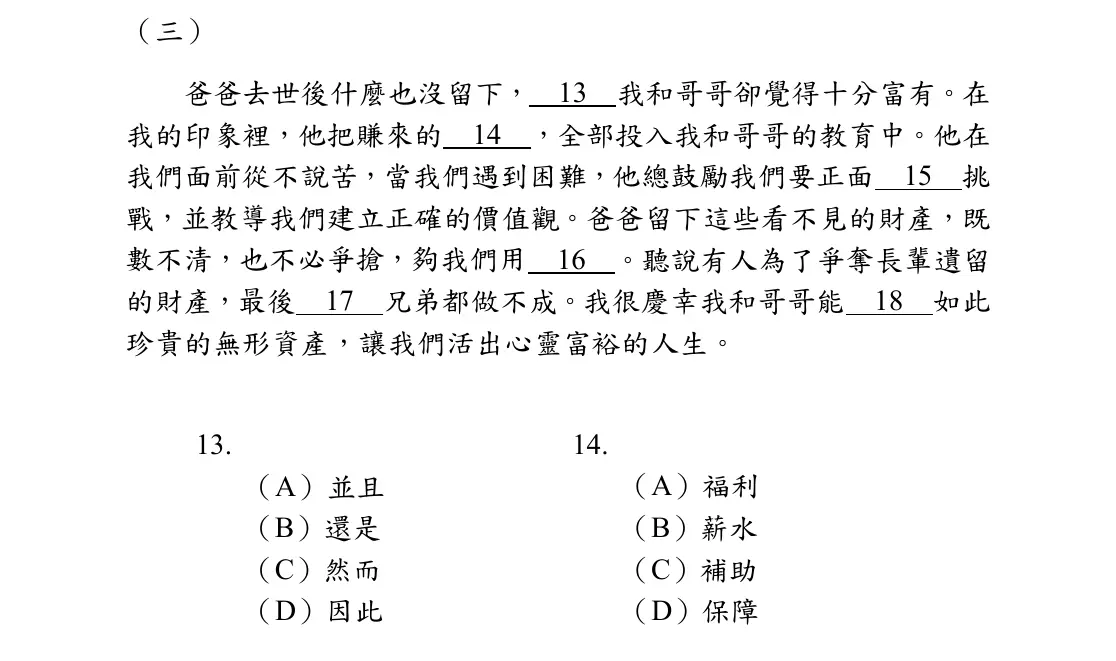 （三）
爸爸去世後什麼也沒留下，　13　我和哥哥卻覺得十分富有。在
我的印象裡，他把賺來的　14　，全部投入我和哥哥的教育中。他在
我們面前從不說苦，當我們遇到困難，他總鼓勵我們要正面　15　挑
戰，並教導我們建立正確的價值觀。爸爸留下這些看不見的財產，既
數不清，也不必爭搶，夠我們用　16　。聽說有人為了爭奪長輩遺留
的財產，最後　17　兄弟都做不成。我很慶幸我和哥哥能　18　如此
珍貴的無形資產，讓我們活出心靈富裕的人生。
13.
（A）並且
（B）還是
（C）然而
（D）因此
14.
（A）福利
（B）薪水
（C）補助
（D）保障